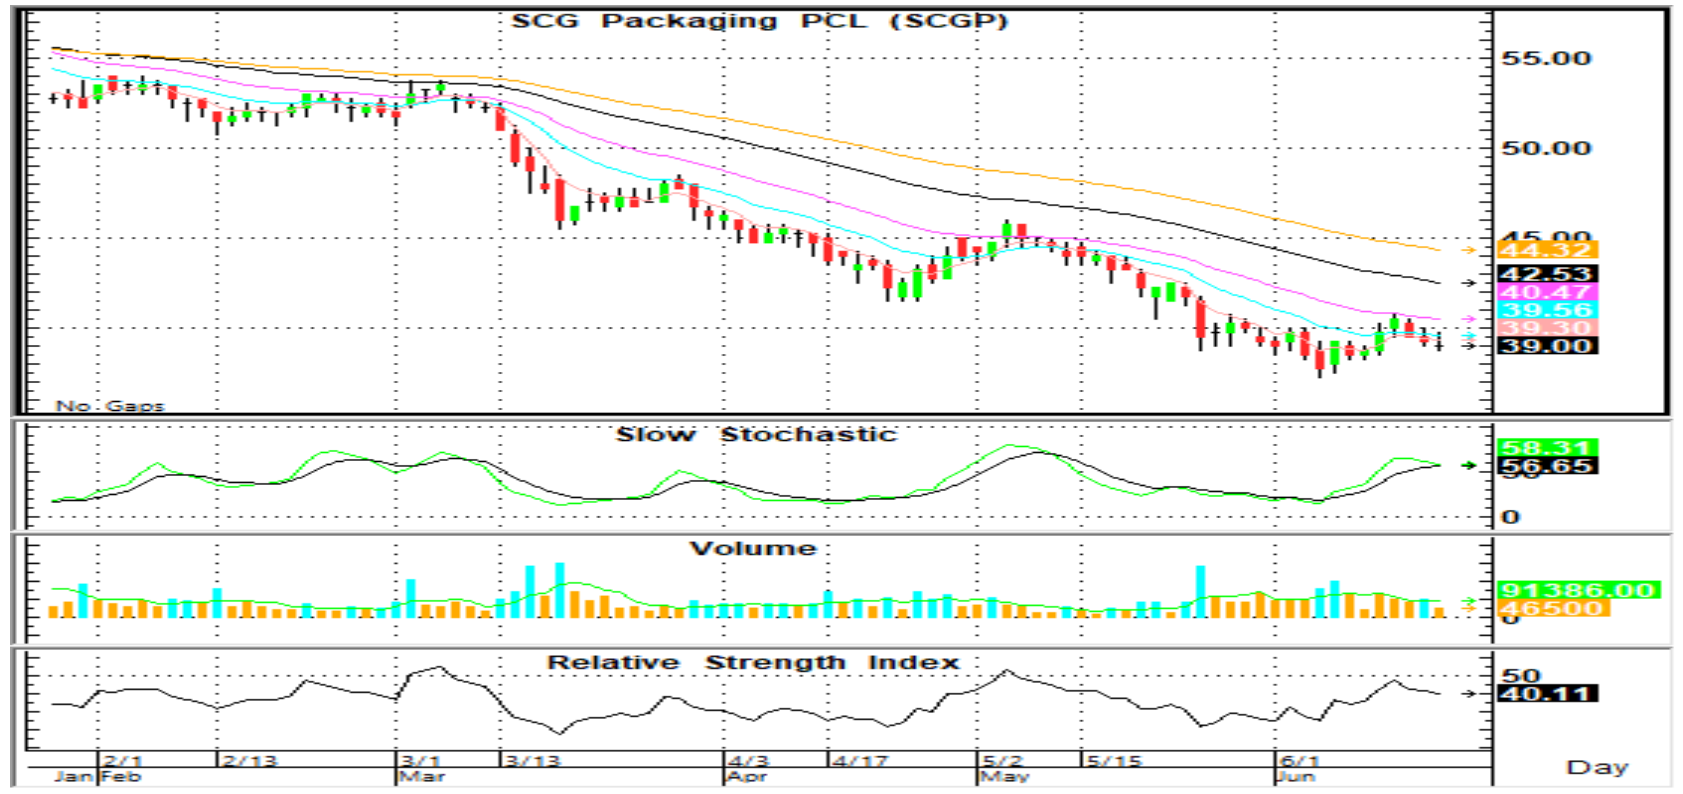 SCG Packaging PCL (SCGP)
55.00
50.00
45.00
44.32
42.53
40.47
39.56
39.30
39.00
No Gaps
Slow Stochastic
58.31
56.65
50
0
Volume
91386.00
46500
0
Relative Strength Index
50
40.11
2/1 2/13 3/1 3/13 4/3 4/17 5/2 5/15 6/1
Jan Feb Mar Apr May Jun
Day